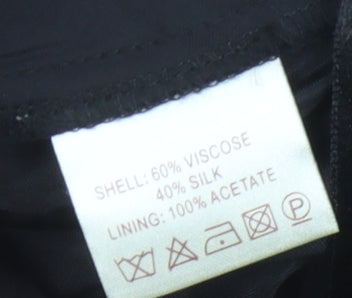 SHELL: 60% VISCOSE
40% SILK
LINING: 100% ACETATE
P